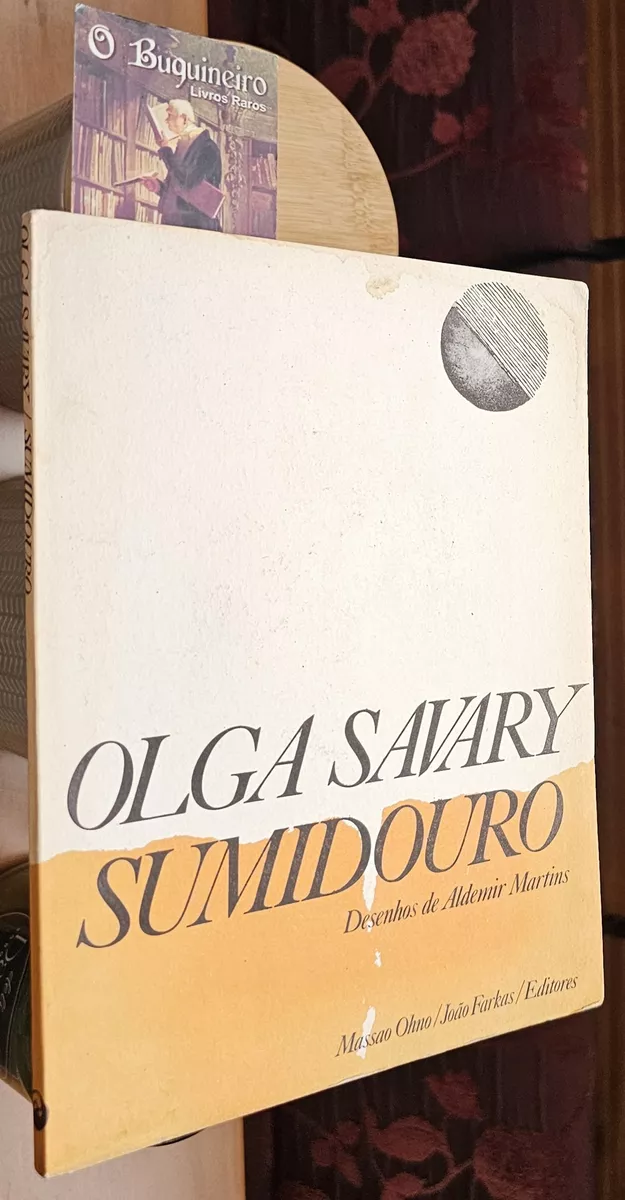 O Buquineiro
Livros Raros
OLGA SAVARY / SUMIDOURO
OLGA SAVARY
SUMIDOURO
Desenhos de Aldemir Martins
Massao Ohno/João Farkas/Editores